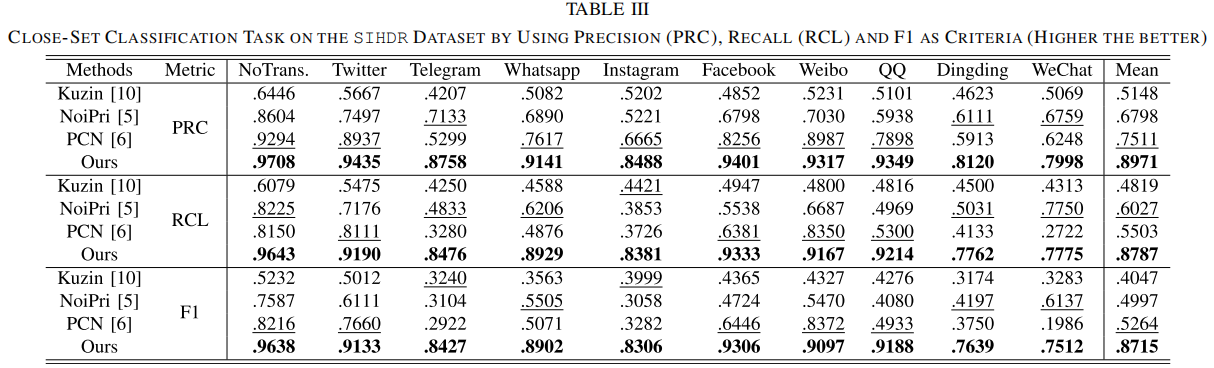 TABLE III
CLOSE-SET CLASSIFICATION TASK ON THE SIHDR DATASET BY USING PRECISION (PRC), RECALL (RCL) AND F1 AS CRITERIA (HIGHER THE BETTER)
Methods Metric NoTrans. Twitter Telegram Whatsapp Instagram Facebook Weibo QQ Dingding WeChat Mean
Kuzin [10] .6446 .5667 .4207 .5082 .5202 .4852 .5231 .5101 .4623 .5069 .5148
NoiPri [5] .8604 .7497 .7133 .6890 .5221 .6798 .7030 .5938 .6111 .6759 .6798
PRC
PCN [6] .9294 .8937 .5299 .7617 .6665 .8256 .8987 .7898 .5913 .6248 .7511
Ours .9708 .9435 .8758 .9141 .8488 .9401 .9317 .9349 .8120 .7998 .8971
Kuzin [10] .6079 .5475 .4250 .4588 .4421 .4947 .4800 .4816 .4500 .4313 .4819
NoiPri [5] .8225 .7176 .4833 .6206 .3853 .5538 .6687 .4969 .5031 .7750 .6027
RCL
PCN [6] .8150 .8111 .3280 .4876 .3726 .6381 .8350 .5300 .4133 .2722 .5503
Ours .9643 .9190 .8476 .8929 .8381 .9333 .9167 .9214 .7762 .7775 .8787
Kuzin [10] .5232 .5012 .3240 .3563 .3999 .4365 .4327 .4276 .3174 .3283 .4047
NoiPri [5] .7587 .6111 .3104 .5505 .3058 .4724 .5470 .4080 .4197 .6137 .4997
F1
PCN [6] .8216 .7660 .2922 .5071 .3282 .6446 .8372 .4933 .3750 .1986 .5264
Ours .9638 .9133 .8427 .8902 .8306 .9306 .9097 .9188 .7639 .7512 .8715